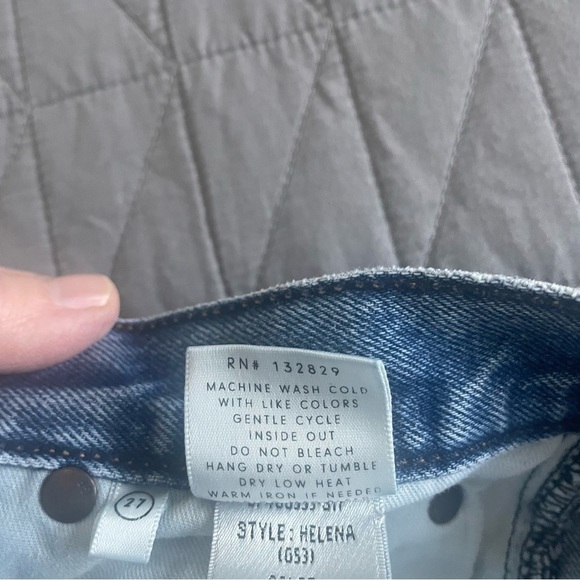 RN# 132829
MACHINE WASH COLD
WITH LIKE COLORS
GENTLE CYCLE
INSIDE OUT
DO NOT BLEACH
HANG DRY OR TUMBLE
DRY LOW HEAT
WARM IRON IF NEEDED
27
STYLE: HELENA
(G53)